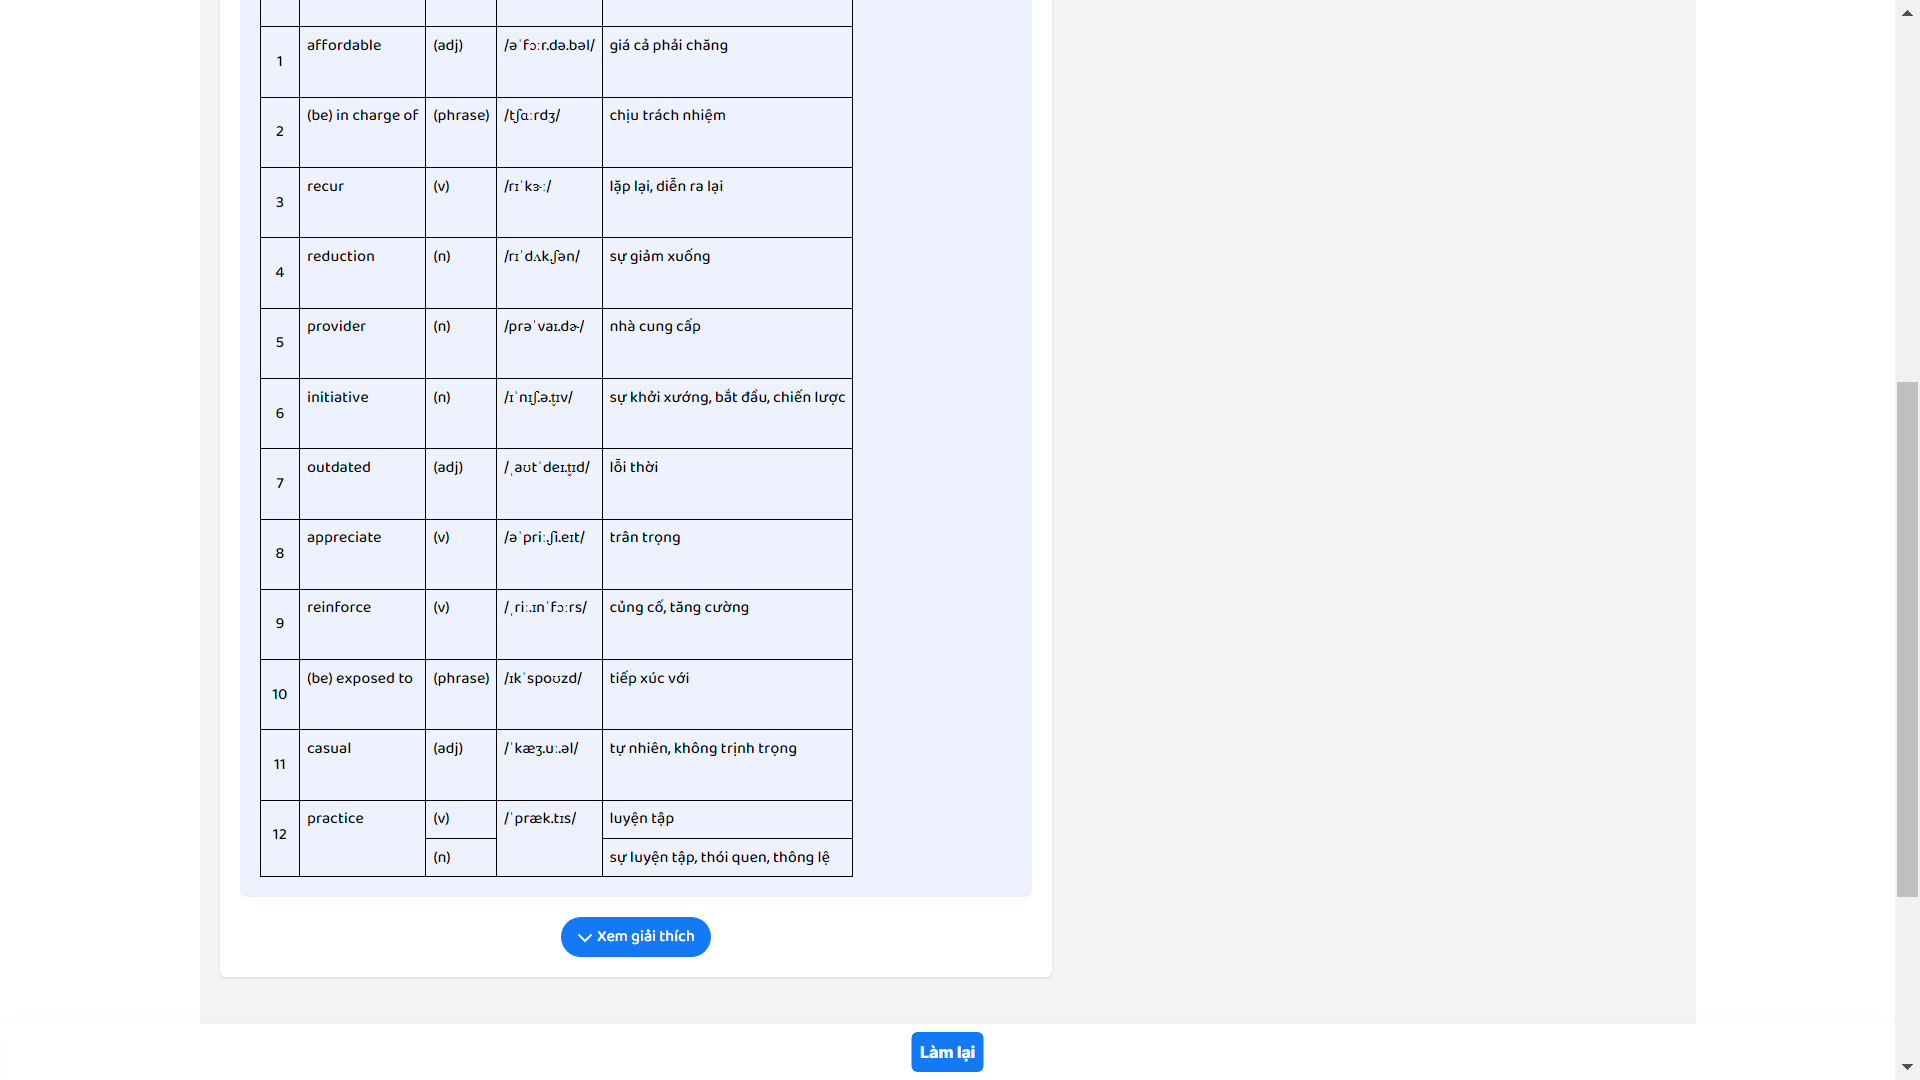 1 affordable (adj) /əˈfɔːr.də.bəl/ giá cả phải chăng
2 (be) in charge of (phrase) /tʃɑːrdʒ/ chịu trách nhiệm
3 recur (v) /rɪˈkɝː/ lặp lại, diễn ra lại
4 reduction (n) /rɪˈdʌk.ʃən/ sự giảm xuống
5 provider (n) /prəˈvaɪ.dɚ/ nhà cung cấp
6 initiative (n) /ɪˈnɪʃ.ə.t̬ɪv/ sự khởi xướng, bắt đầu, chiến lược
7 outdated (adj) /ˌaʊtˈdeɪ.t̬ɪd/ lỗi thời
8 appreciate (v) /əˈpriː.ʃi.eɪt/ trân trọng
9 reinforce (v) /ˌriː.ɪnˈfɔːrs/ củng cố, tăng cường
10 (be) exposed to (phrase) /ɪkˈspoʊzd/ tiếp xúc với
11 casual (adj) /ˈkæʒ.uː.əl/ tự nhiên, không trịnh trọng
12 practice (v) /ˈpræk.tɪs/ luyện tập
(n) sự luyện tập, thói quen, thông lệ
Xem giải thích
Làm lại